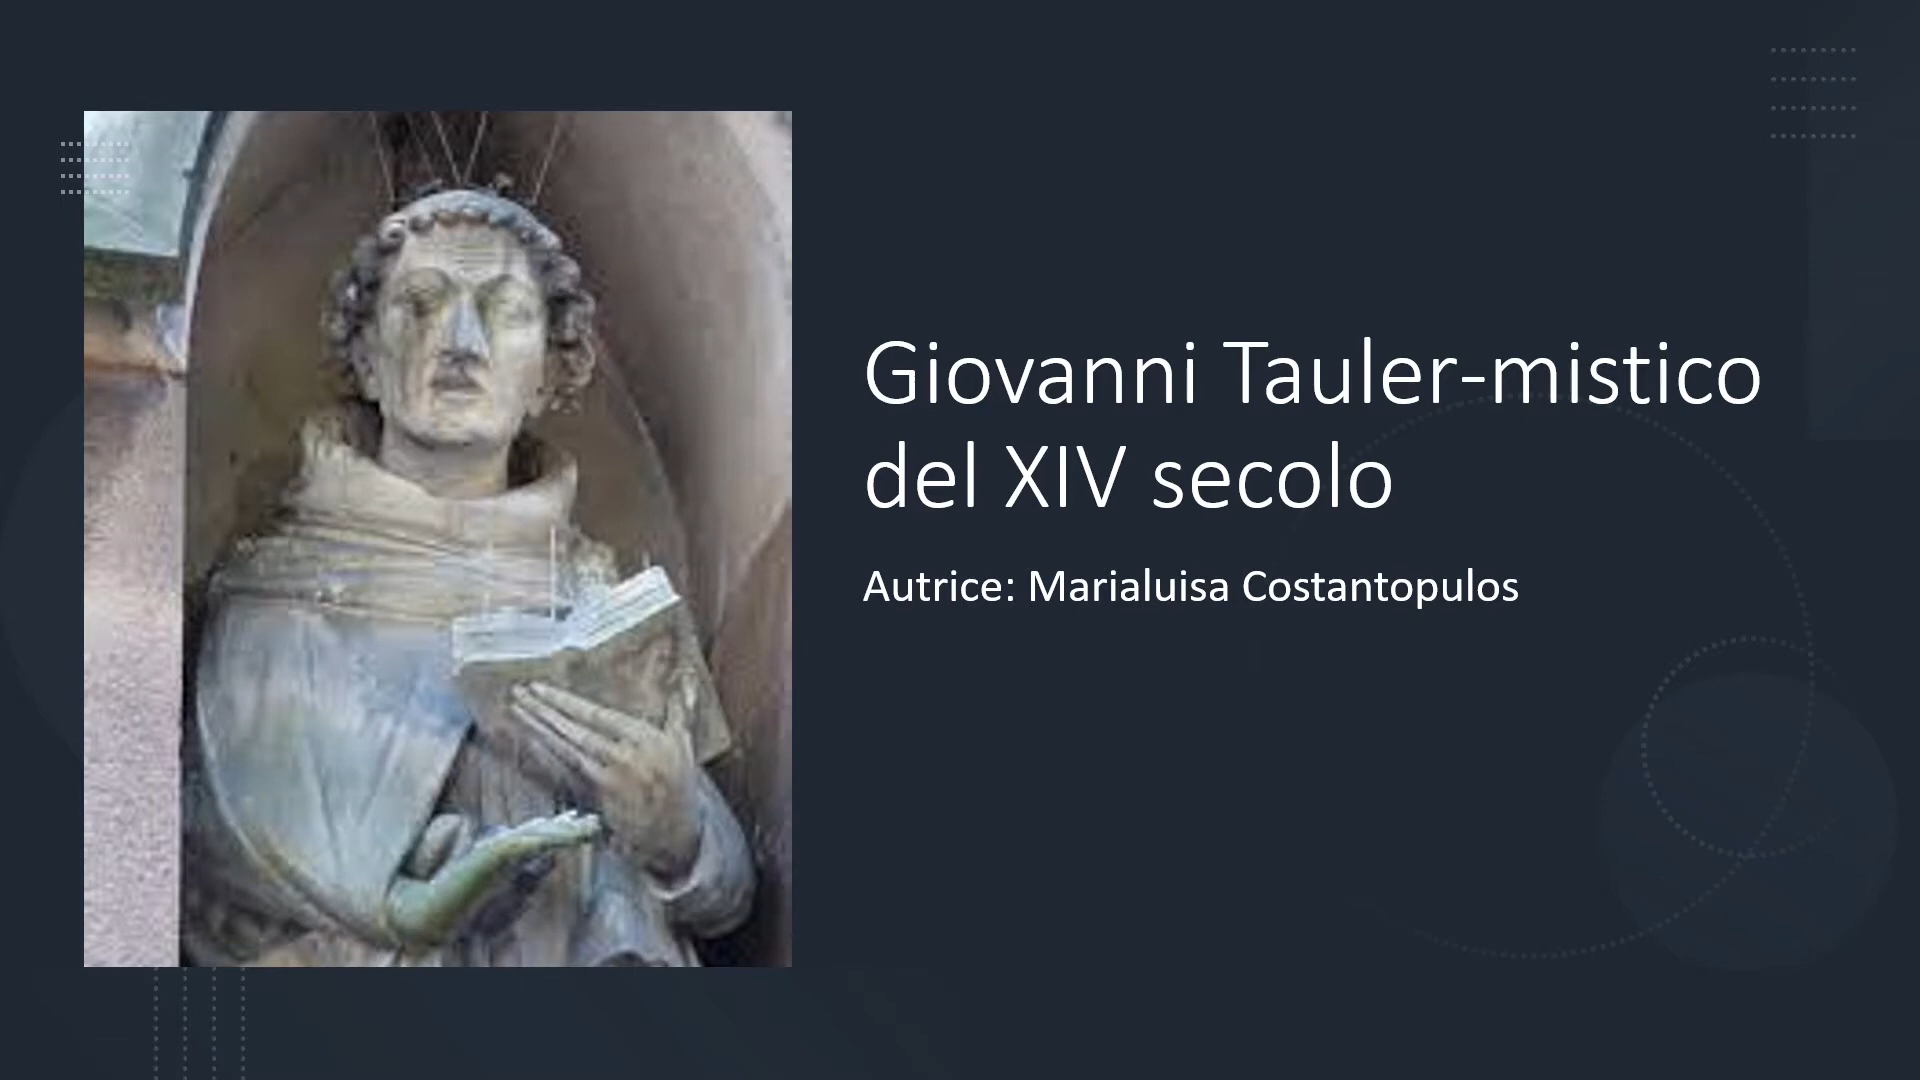 Giovanni Tauler-mistico
del XIV secolo
Autrice: Marialuisa Costantopulos